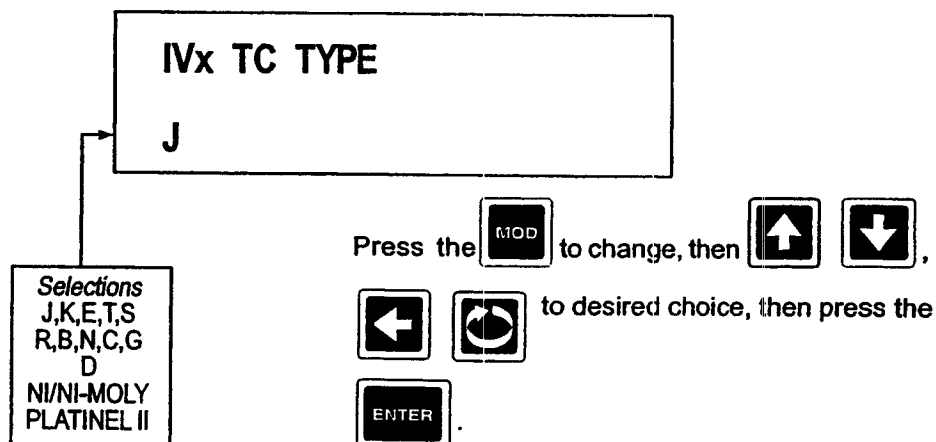 IVx TC TYPE
J
Press the MOD to change, then ,
to desired choice, then press the
ENTER .
Selections
J,K,E,T,S
R,B,N,C,G
D
NI/NI-MOLY
PLATINEL II